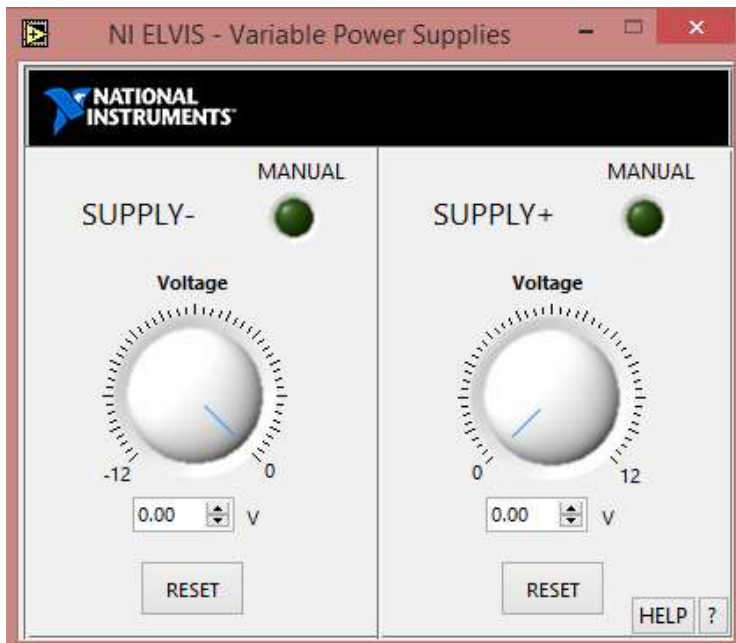 NI ELVIS - Variable Power Supplies
NATIONAL
INSTRUMENTS™
MANUAL
SUPPLY-
Voltage
-12
0
0.00
V
RESET
MANUAL
SUPPLY+
Voltage
0
12
0.00
V
RESET
HELP
?